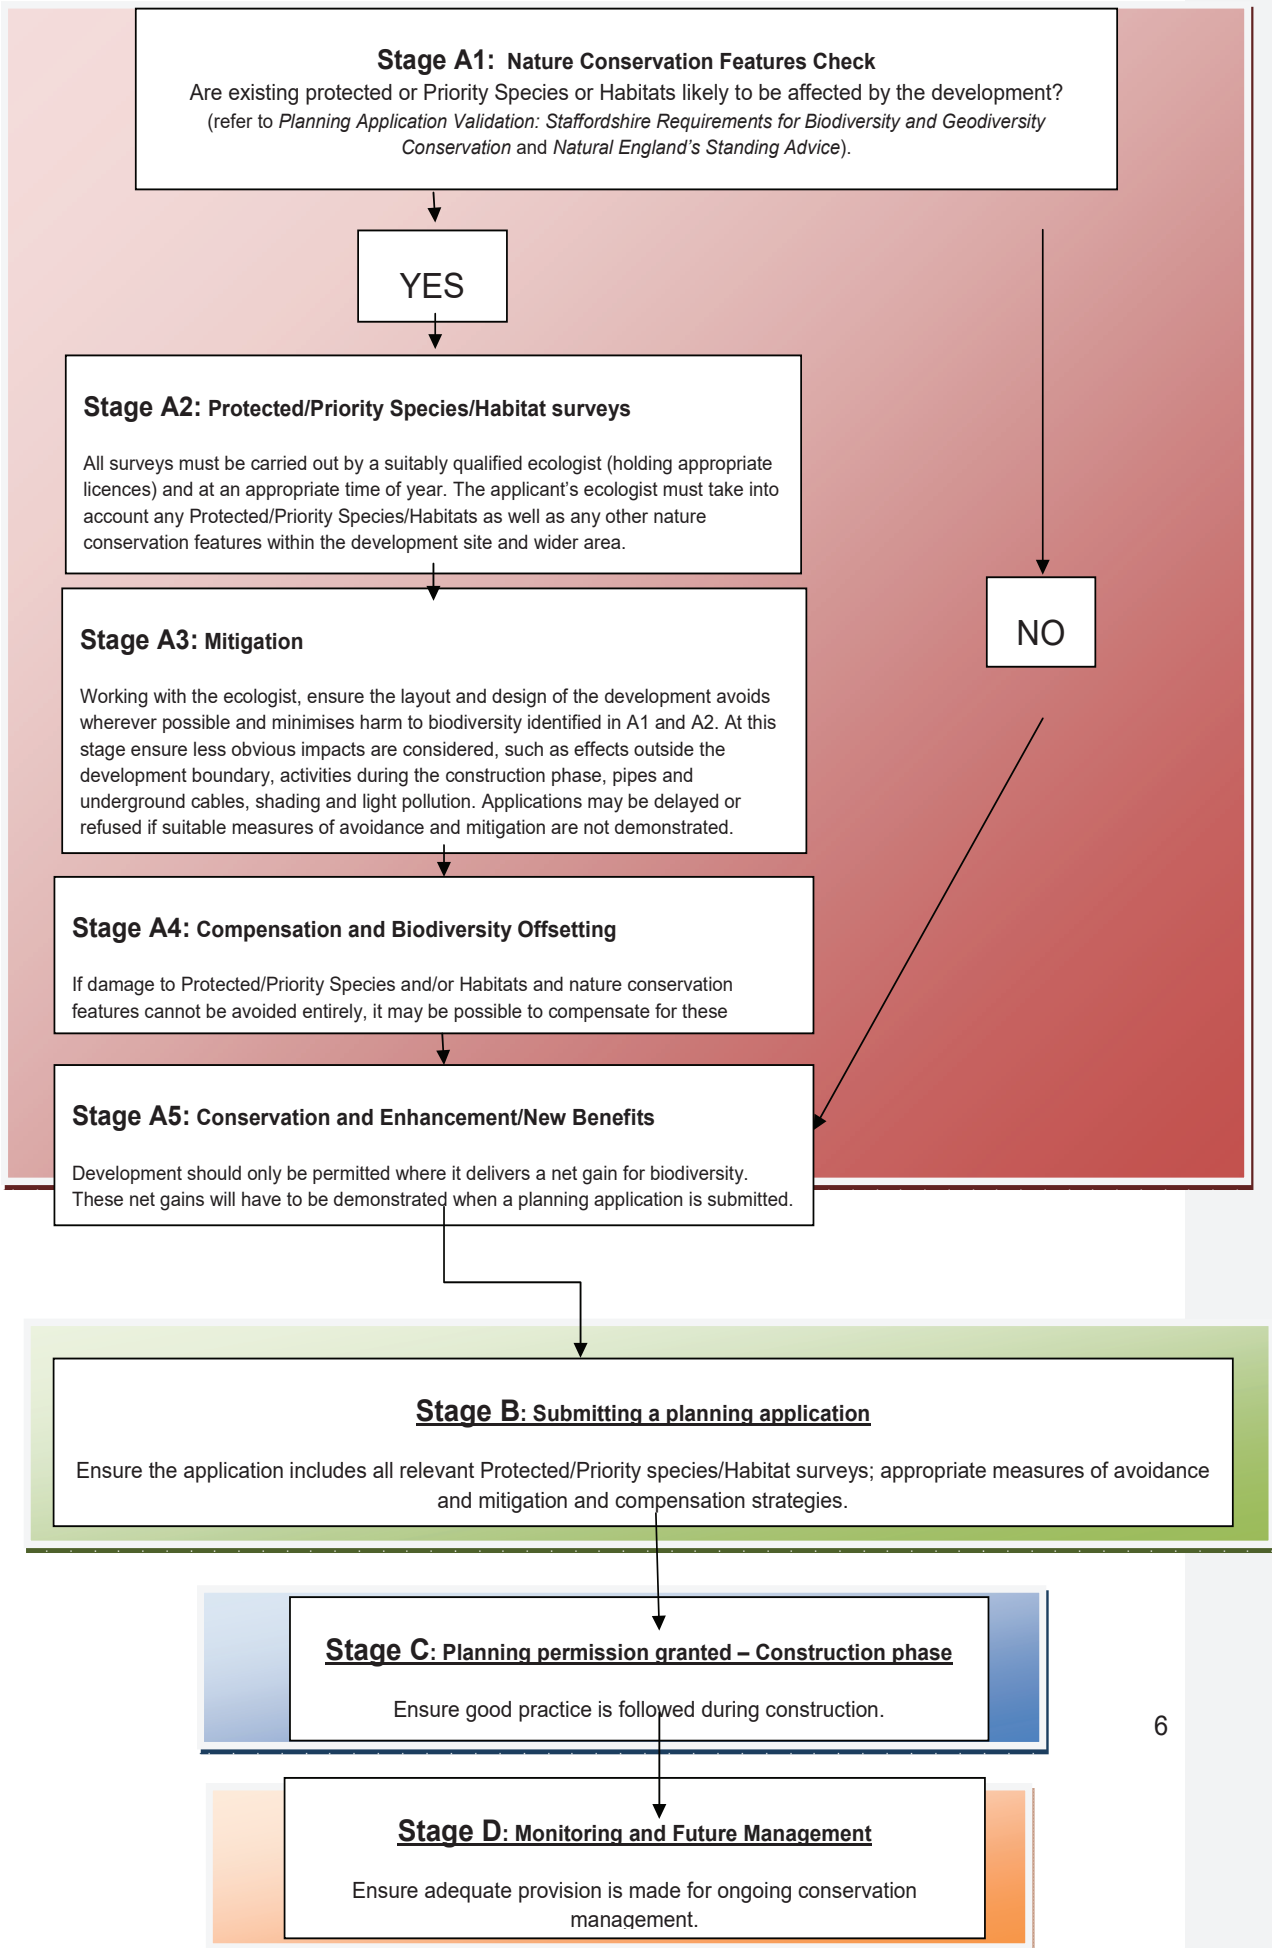 Stage A1: Nature Conservation Features Check
Are existing protected or Priority Species or Habitats likely to be affected by the development?
(refer to Planning Application Validation: Staffordshire Requirements for Biodiversity and Geodiversity
Conservation and Natural England's Standing Advice).
YES
Stage A2: Protected/Priority Species/Habitat surveys
All surveys must be carried out by a suitably qualified ecologist (holding appropriate
licences) and at an appropriate time of year. The applicant's ecologist must take into
account any Protected/Priority Species/Habitats as well as any other nature
conservation features within the development site and wider area.
NO
Stage A3: Mitigation
Working with the ecologist, ensure the layout and design of the development avoids
wherever possible and minimises harm to biodiversity identified in A1 and A2. At this
stage ensure less obvious impacts are considered, such as effects outside the
development boundary, activities during the construction phase, pipes and
underground cables, shading and light pollution. Applications may be delayed or
refused if suitable measures of avoidance and mitigation are not demonstrated.
Stage A4: Compensation and Biodiversity Offsetting
If damage to Protected/Priority Species and/or Habitats and nature conservation
features cannot be avoided entirely, it may be possible to compensate for these
Stage A5: Conservation and Enhancement/New Benefits
Development should only be permitted where it delivers a net gain for biodiversity.
These net gains will have to be demonstrated when a planning application is submitted.
Stage B: Submitting a planning application
Ensure the application includes all relevant Protected/Priority species/Habitat surveys; appropriate measures of avoidance
and mitigation and compensation strategies.
Stage C: Planning permission granted – Construction phase
Ensure good practice is followed during construction.
6
Stage D: Monitoring and Future Management
Ensure adequate provision is made for ongoing conservation
management.